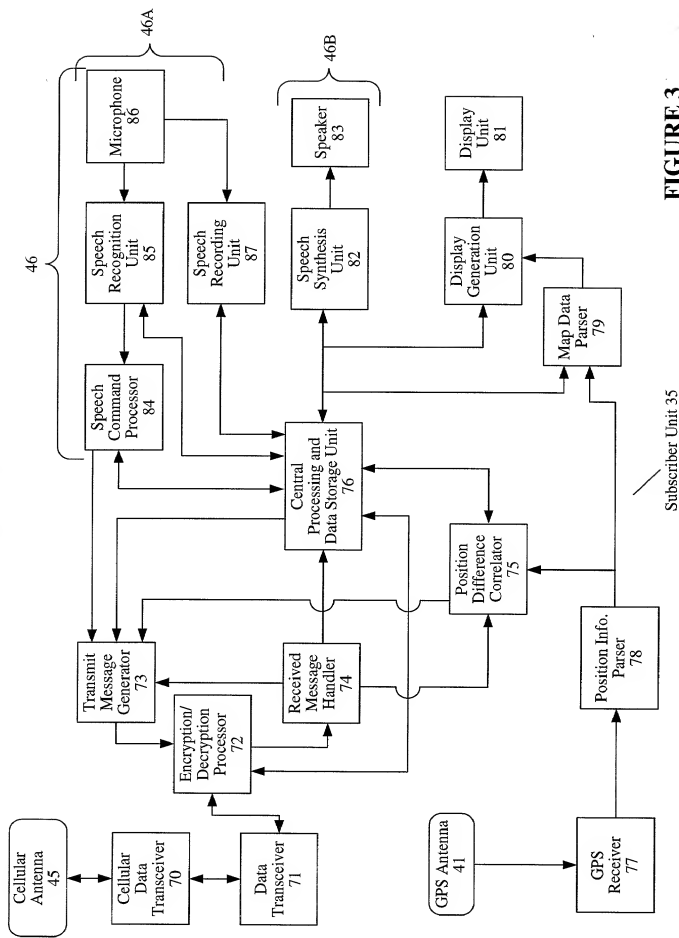 46
46A
Microphone
86
Speech
Recognition
Unit
85
Speech
Command
Processor
84
Speech
Recording
Unit
87
46B
Speaker
83
Speech
Synthesis
Unit
82
Display
Unit
81
Display
Generation
Unit
80
Map Data
Parser
79
Central
Processing and
Data Storage Unit
76
Transmit
Message
Generator
73
Received
Message
Handler
74
Encryption/
Decryption
Processor
72
Position
Difference
Correlator
75
Position Info.
Parser
78
Cellular
Antenna
45
Cellular
Data
Transceiver
70
Data
Transceiver
71
GPS Antenna
41
GPS
Receiver
77
Subscriber Unit 35
FIGURE 3